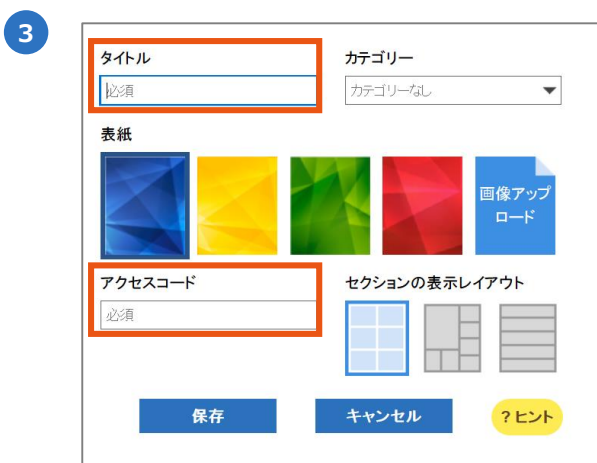 3
タイトル
カテゴリー
必須
カテゴリーなし
表紙
画像アップ
ロード
アクセスコード
セクションの表示レイアウト
必須
保存
キャンセル
?ヒント